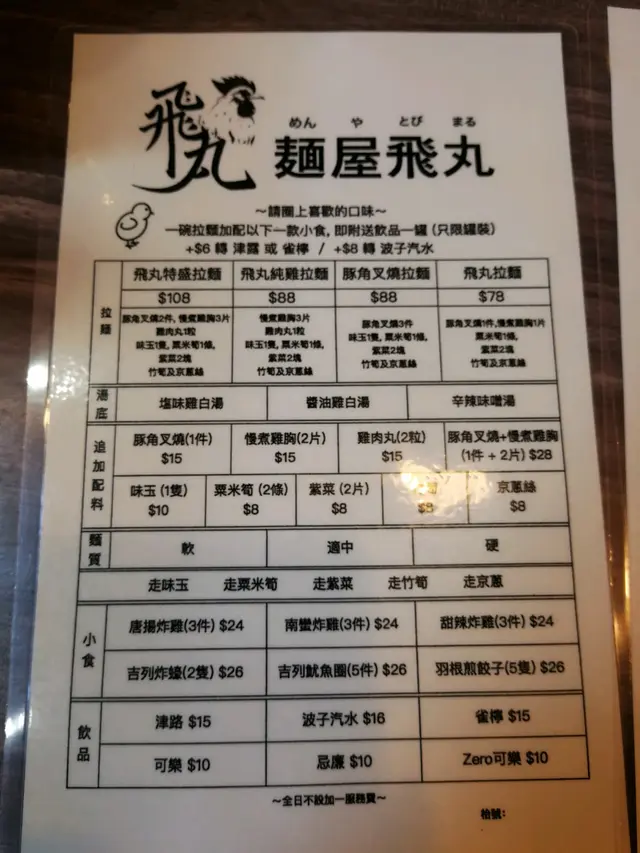 飛丸
めん や とび まる
麵屋飛丸
～請圈上喜歡的口味～
一碗拉麵加配以下一款小食, 即附送飲品一罐 (只限罐裝)
+$6 轉 津露 或 雀檸 / +$8 轉 波子汽水
拉麵
飛丸特盛拉麵 飛丸純雞拉麵 豚角叉燒拉麵 飛丸拉麵
$108 $88 $88 $78
豚角叉燒2件, 慢煮雞胸3片 慢煮雞胸3片 豚角叉燒3件 豚角叉燒1件, 慢煮雞胸1片
雞肉丸1粒 雞肉丸1粒 味玉1隻, 粟米筍1條, 粟米筍1條,
味玉1隻, 粟米筍1條, 味玉1隻, 粟米筍1條, 紫菜2塊 紫菜2塊
紫菜2塊 紫菜2塊 竹筍及京蔥絲 竹筍及京蔥絲
竹筍及京蔥絲 竹筍及京蔥絲
湯底 塩味雞白湯 醬油雞白湯 辛辣味噌湯
追加配料
豚角叉燒(1件) 慢煮雞胸(2片) 雞肉丸(2粒) 豚角叉燒+慢煮雞胸
$15 $15 $15 (1件 + 2片) $28
味玉 (1隻) 粟米筍 (2條) 紫菜 (2片) 京蔥絲
$10 $8 $8 $8 $8
麵質 軟 適中 硬
走味玉 走粟米筍 走紫菜 走竹筍 走京蔥
小食
唐揚炸雞(3件) $24 南蠻炸雞(3件) $24 甜辣炸雞(3件) $24
吉列炸蠔(2隻) $26 吉列魷魚圈(5件) $26 羽根煎餃子(5隻) $26
飲品
津路 $15 波子汽水 $16 雀檸 $15
可樂 $10 忌廉 $10 Zero可樂 $10
～全日不設加一服務費～
枱號: